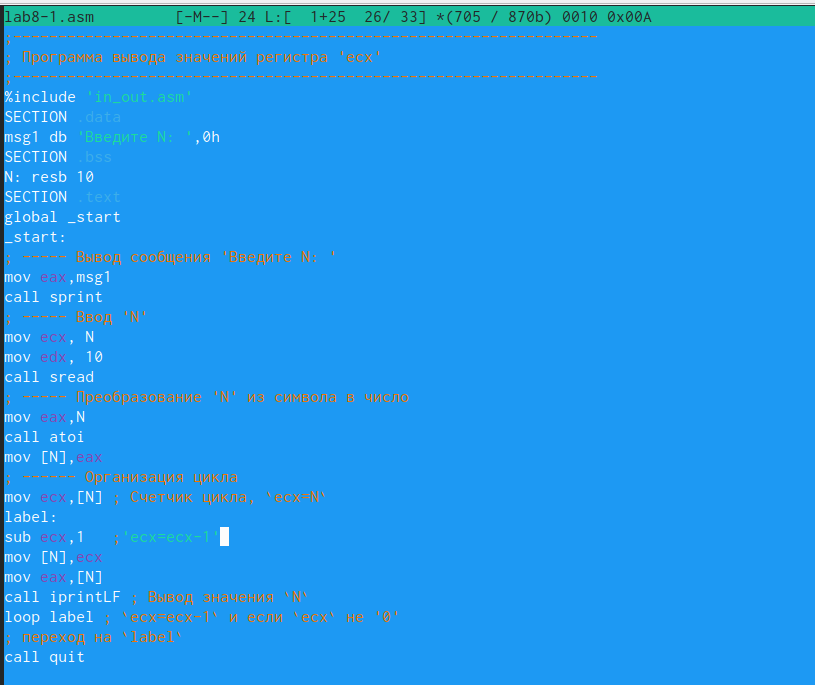 lab8-1.asm [-M--] 24 L:[ 1+25 26/ 33] *(705 / 870b) 0010 0x00A
;-----------------------------------------------------------------
; Программа вывода значений регистра 'ecx'
;-----------------------------------------------------------------
%include 'in_out.asm'
SECTION .data
msg1 db 'Введите N: ',0h
SECTION .bss
N: resb 10
SECTION .text
global _start
_start:
; ----- Вывод сообщения 'Введите N: '
mov eax,msg1
call sprint
; ----- Ввод 'N'
mov ecx, N
mov edx, 10
call sread
; ----- Преобразование 'N' из символа в число
mov eax,N
call atoi
mov [N],eax
; ------ Организация цикла
mov ecx,[N] ; Счетчик цикла, `ecx=N`
label:
sub ecx,1 ;'ecx=ecx-1'
mov [N],ecx
mov eax,[N]
call iprintLF ; Вывод значения `N`
loop label ; `ecx=ecx-1` и если `ecx` не '0'
; переход на `label`
call quit